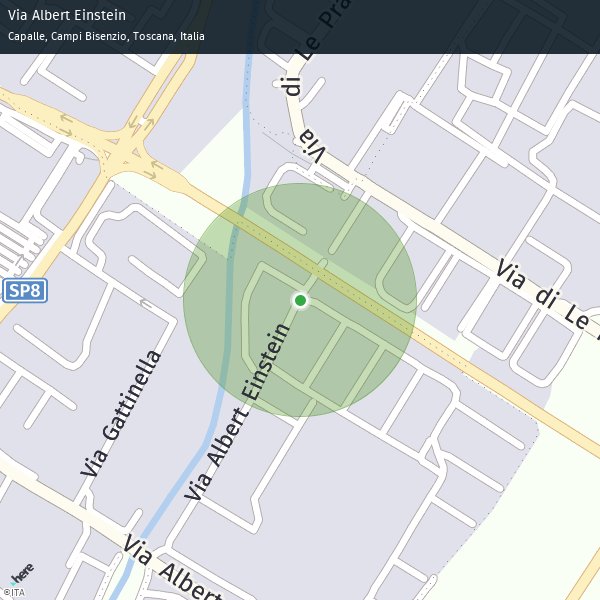 Via Albert Einstein
Capalle, Campi Bisenzio, Toscana, Italia
Via di Le Pra
Via di Le
SP8
Via Gattinella
Via Albert Einstein
Via Albert
here
©ITA